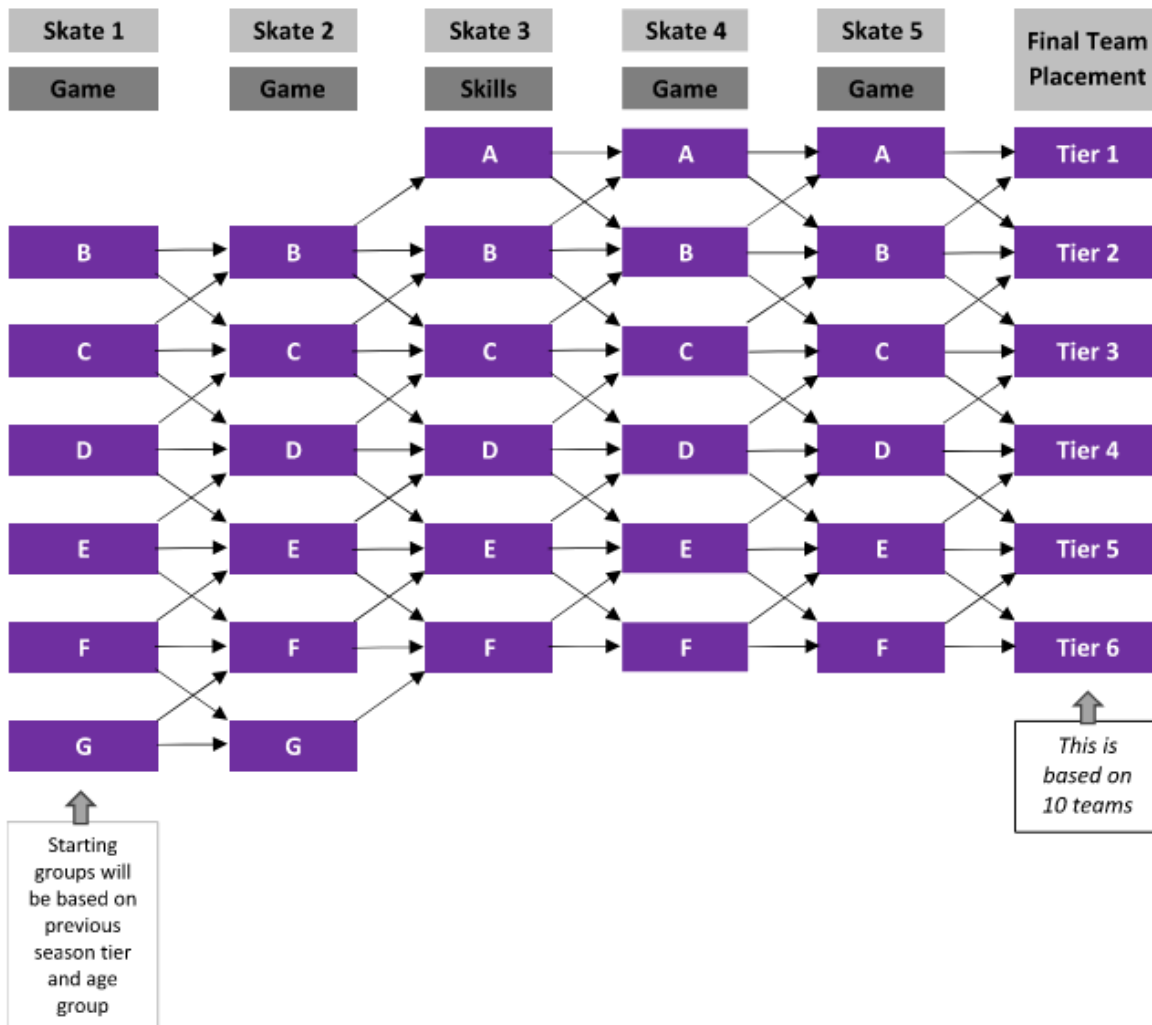 Skate 1 Skate 2 Skate 3 Skate 4 Skate 5 Final Team
Placement
Game Game Skills Game Game
A A A Tier 1
B B B B B Tier 2
C C C C C Tier 3
D D D D D Tier 4
E E E E E Tier 5
F F F F F Tier 6
G G
This is
based on
10 teams
Starting
groups will
be based on
previous
season tier
and age
group